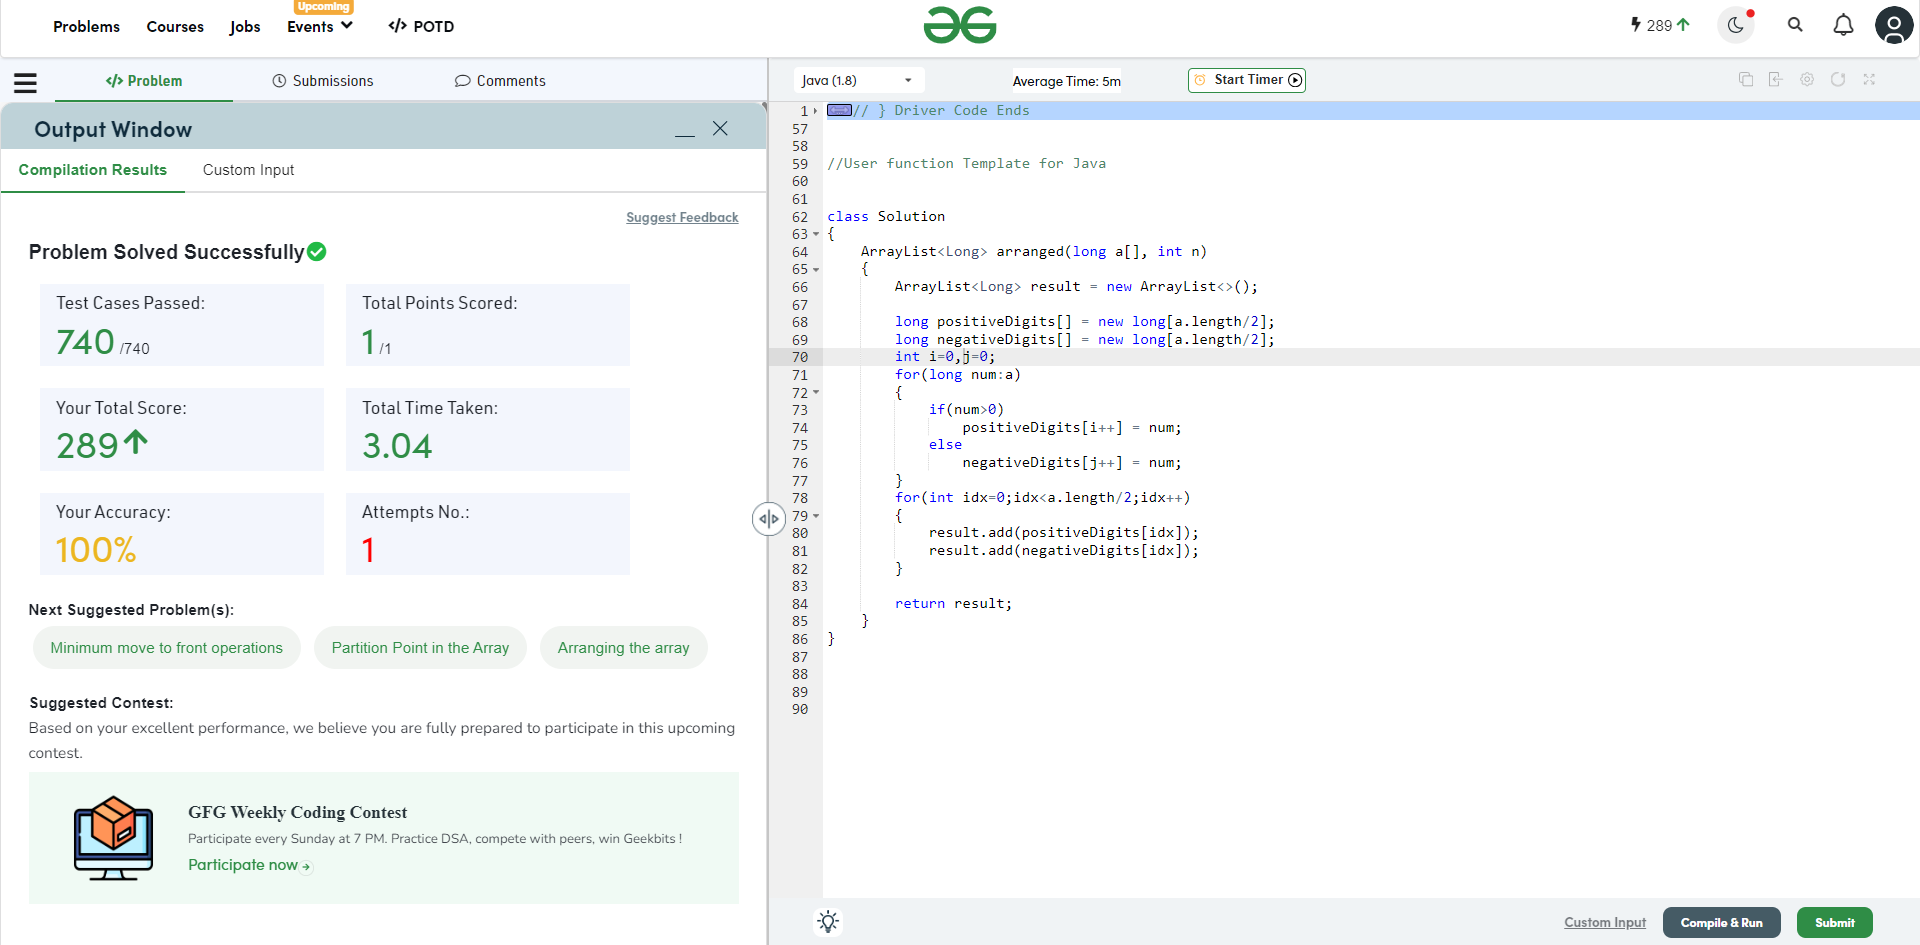 Upcoming
Problems Courses Jobs Events </> POTD
289
</> Problem Submissions Comments
Java (1.8) Average Time: 5m Start Timer
Output Window
Compilation Results Custom Input
Suggest Feedback
Problem Solved Successfully
Test Cases Passed: Total Points Scored:
740 /740 1 /1
Your Total Score: Total Time Taken:
289 3.04
Your Accuracy: Attempts No.:
100% 1
Next Suggested Problem(s):
Minimum move to front operations Partition Point in the Array Arranging the array
Suggested Contest:
Based on your excellent performance, we believe you are fully prepared to participate in this upcoming
contest.
GFG Weekly Coding Contest
Participate every Sunday at 7 PM. Practice DSA, compete with peers, win Geekbits !
Participate now
1 // } Driver Code Ends
57
58
59 //User function Template for Java
60
61
62 class Solution
63 {
64 ArrayList<Long> arranged(long a[], int n)
65 {
66 ArrayList<Long> result = new ArrayList<>();
67
68 long positiveDigits[] = new long[a.length/2];
69 long negativeDigits[] = new long[a.length/2];
70 int i=0,j=0;
71 for(long num:a)
72 {
73 if(num>0)
74 positiveDigits[i++] = num;
75 else
76 negativeDigits[j++] = num;
77 }
78 for(int idx=0;idx<a.length/2;idx++)
79 {
80 result.add(positiveDigits[idx]);
81 result.add(negativeDigits[idx]);
82 }
83
84 return result;
85 }
86 }
87
88
89
90
Custom Input Compile & Run Submit